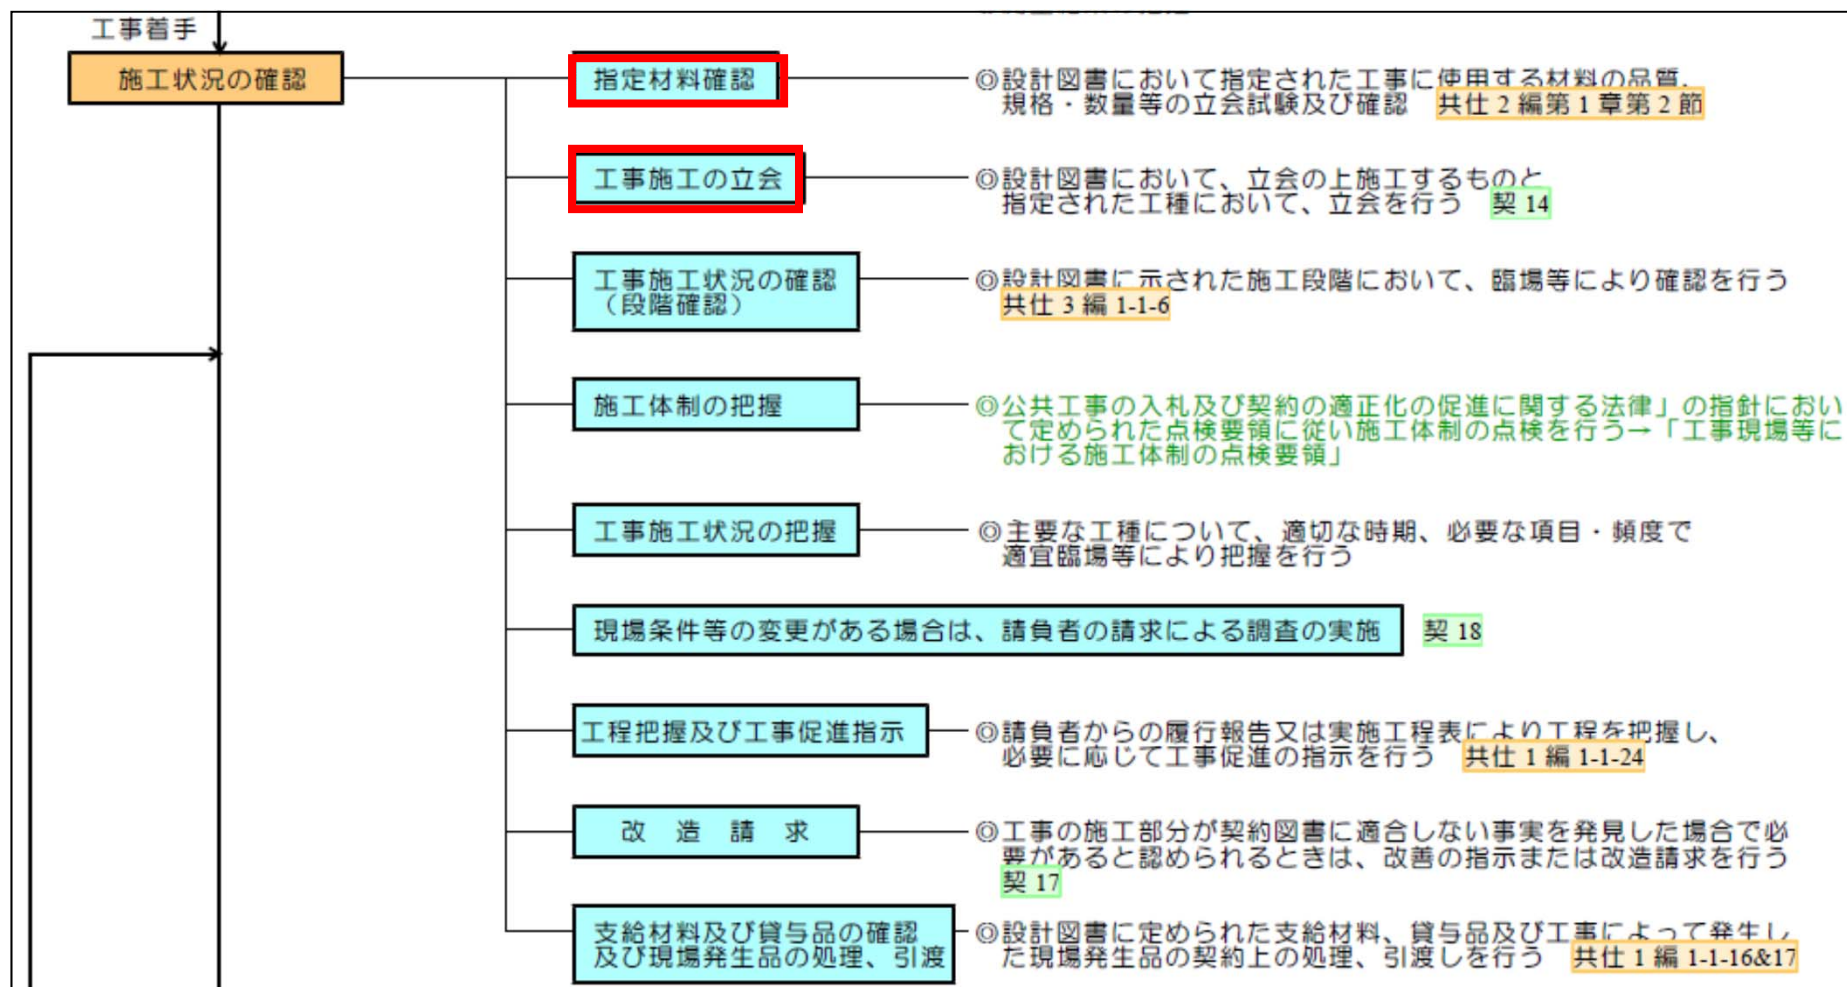 工事着手
施工状況の確認
指定材料確認
◎設計図書において指定された工事に使用する材料の品質、
規格・数量等の立会試験及び確認 共仕 2 編第 1 章第 2 節
工事施工の立会
◎設計図書において、立会の上施工するものと
指定された工種において、立会を行う 契 14
工事施工状況の確認
（段階確認）
◎設計図書に示された施工段階において、臨場等により確認を行う
共仕 3 編 1-1-6
施工体制の把握
◎公共工事の入札及び契約の適正化の促進に関する法律」の指針におい
て定められた点検要領に従い施工体制の点検を行う→「工事現場等に
おける施工体制の点検要領」
工事施工状況の把握
◎主要な工種について、適切な時期、必要な項目・頻度で
適宜臨場等により把握を行う
現場条件等の変更がある場合は、請負者の請求による調査の実施 契 18
工程把握及び工事促進指示
◎請負者からの履行報告又は実施工程表により工程を把握し、
必要に応じて工事促進の指示を行う 共仕 1 編 1-1-24
改 造 請 求
◎工事の施工部分が契約図書に適合しない事実を発見した場合で必
要があると認められるときは、改善の指示または改造請求を行う
契 17
支給材料及び貸与品の確認
及び現場発生品の処理、引渡
◎設計図書に定められた支給材料、貸与品及び工事によって発生し
た現場発生品の契約上の処理、引渡しを行う 共仕 1 編 1-1-16&17